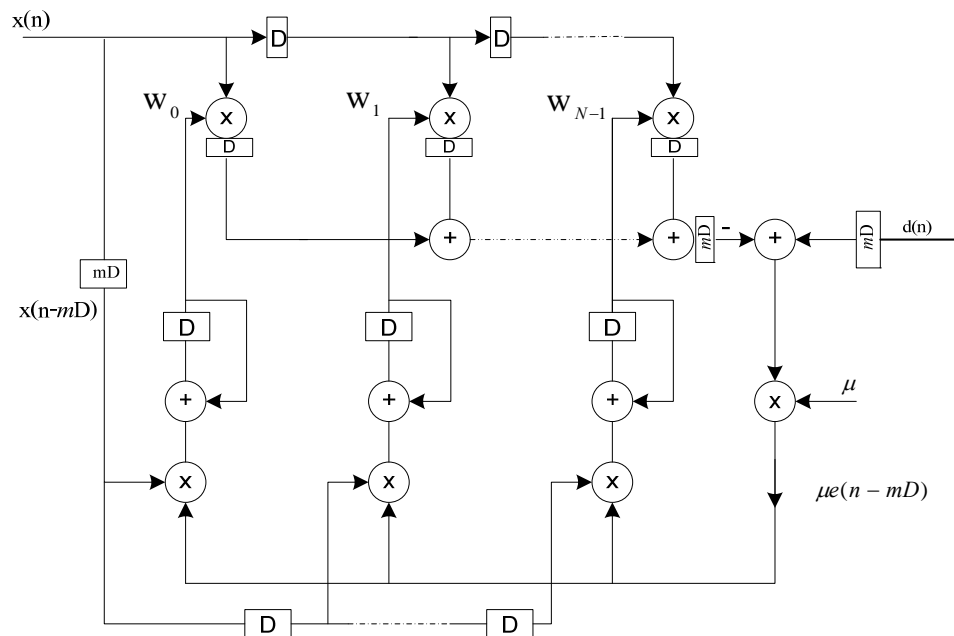 x(n)
D
D
W0
x
W1
x
WN-1
x
D
D
D
+
+
mD
-
+
mD
d(n)
mD
x(n-mD)
D
D
D
+
+
+
x
μ
x
x
x
μe(n − mD)
D
D